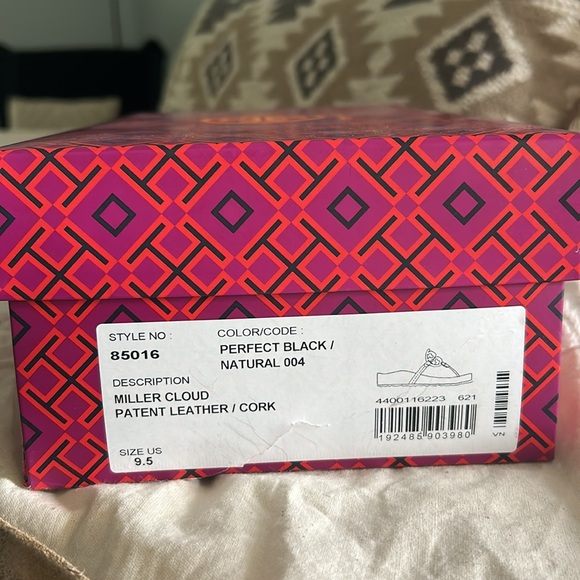 STYLE NO :
85016
COLOR/CODE :
PERFECT BLACK /
NATURAL 004
DESCRIPTION
MILLER CLOUD
PATENT LEATHER / CORK
SIZE US
9.5
4400116223 621
192485 903980
VN